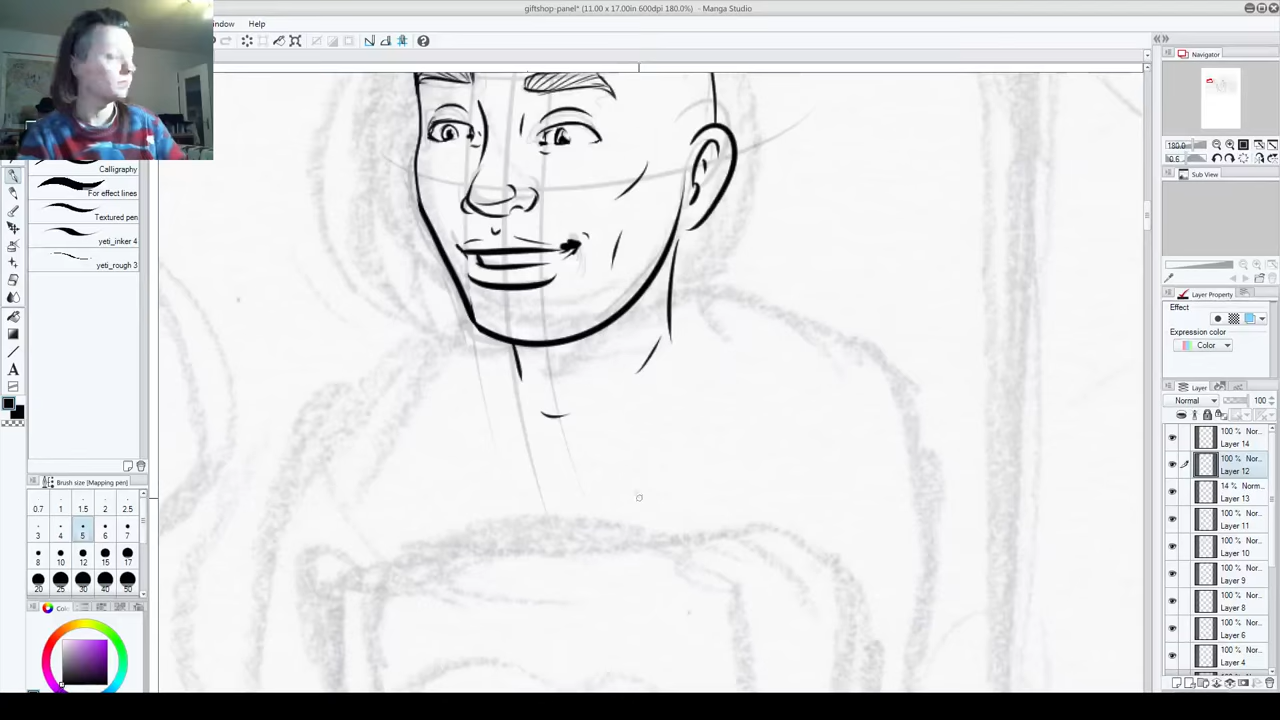 giftshop-panel* (11.00 x 17.00in 600dpi 180.0%) - Manga Studio
indow Help
Navigator
180.0
Sub View
Calligraphy
For effect lines
Textured pen
yeti_inker 4
yeti_rough 3
Layer Property
Effect
Expression color
Color
Layer
Normal 100
100 % Nor...
Layer 14
100 % Nor...
Layer 12
14 % Norm...
Layer 13
100 % Nor...
Layer 11
100 % Nor...
Layer 10
100 % Nor...
Layer 9
100 % Nor...
Layer 8
100 % Nor...
Layer 6
100 % Nor...
Layer 4
Brush size [Mapping pen]
0.7 1 1.5 2 2.5
3 4 5 6 7
8 10 12 15 17
20 25 30 40 50